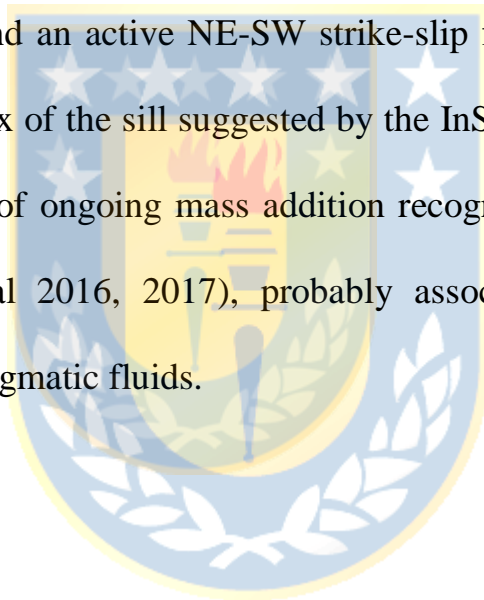 nd an active NE-SW strike-slip
x of the sill suggested by the InS
of ongoing mass addition recogn
al 2016, 2017), probably assoc
gmatic fluids.